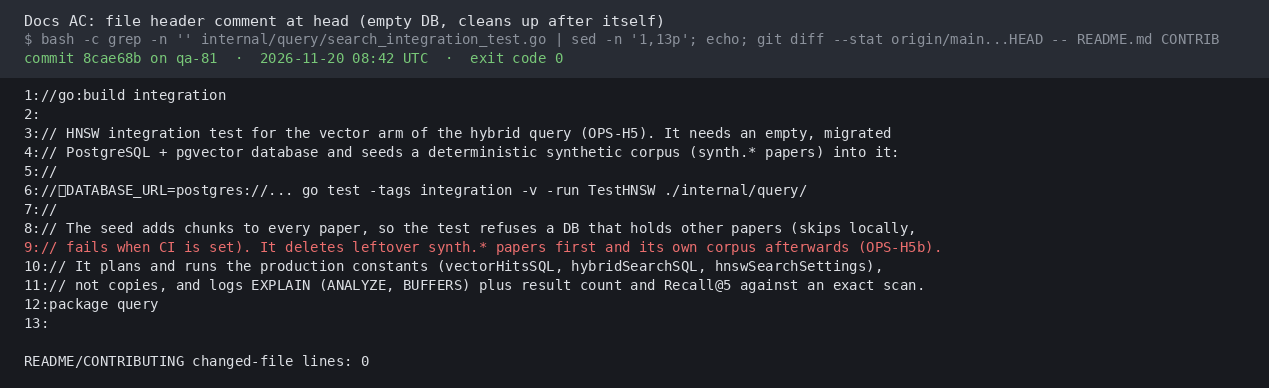 Docs AC: file header comment at head (empty DB, cleans up after itself)
$ bash -c grep -n '' internal/query/search_integration_test.go | sed -n '1,13p'; echo; git diff --stat origin/main...HEAD -- README.md CONTRIB
commit 8cae68b on qa-81  ·  2026-11-20 08:42 UTC  ·  exit code 0
1://go:build integration
2:
3:// HNSW integration test for the vector arm of the hybrid query (OPS-H5). It needs an empty, migrated
4:// PostgreSQL + pgvector database and seeds a deterministic synthetic corpus (synth.* papers) into it:
5://
6://▯DATABASE_URL=postgres://... go test -tags integration -v -run TestHNSW ./internal/query/
7://
8:// The seed adds chunks to every paper, so the test refuses a DB that holds other papers (skips locally,
9:// fails when CI is set). It deletes leftover synth.* papers first and its own corpus afterwards (OPS-H5b).
10:// It plans and runs the production constants (vectorHitsSQL, hybridSearchSQL, hnswSearchSettings),
11:// not copies, and logs EXPLAIN (ANALYZE, BUFFERS) plus result count and Recall@5 against an exact scan.
12:package query
13:
README/CONTRIBUTING changed-file lines: 0